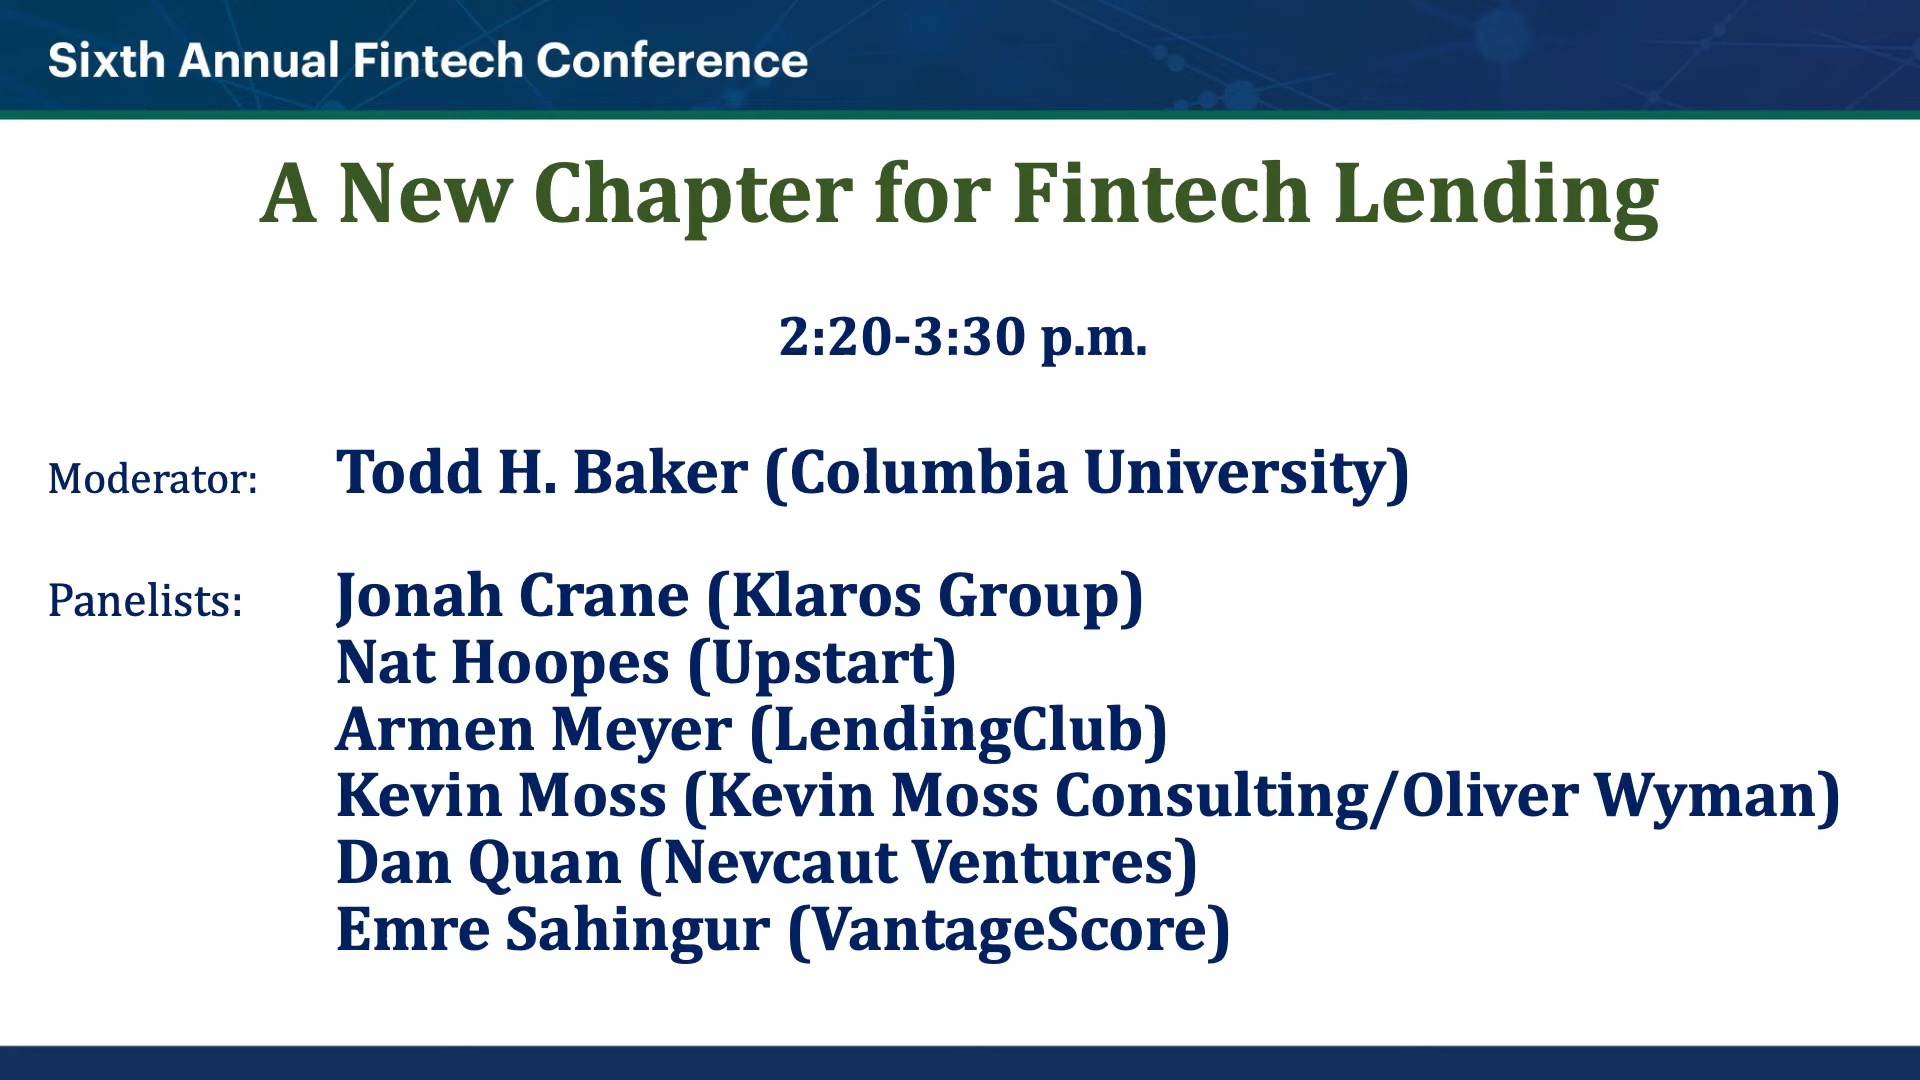 Sixth Annual Fintech Conference
A New Chapter for Fintech Lending
2:20-3:30 p.m.
Moderator: Todd H. Baker (Columbia University)
Panelists: Jonah Crane (Klaros Group)
Nat Hoopes (Upstart)
Armen Meyer (LendingClub)
Kevin Moss (Kevin Moss Consulting/Oliver Wyman)
Dan Quan (Nevcaut Ventures)
Emre Sahingur (VantageScore)